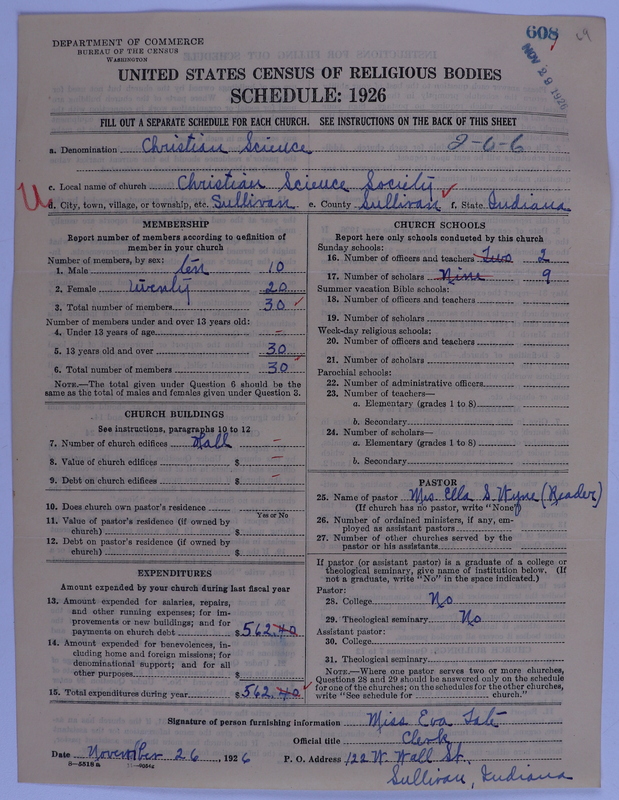 608
69
NOV 29 1926
DEPARTMENT OF COMMERCE
BUREAU OF THE CENSUS
WASHINGTON
UNITED STATES CENSUS OF RELIGIOUS BODIES
SCHEDULE: 1926
FILL OUT A SEPARATE SCHEDULE FOR EACH CHURCH. SEE INSTRUCTIONS ON THE BACK OF THIS SHEET
a. Denomination Christian Science 2-6-6
c. Local name of church Christian Science Society
d. City, town, village, or township, etc. Sullivan e. County Sullivan f. State Indiana
MEMBERSHIP
Report number of members according to definition of
member in your church
Number of members, by sex:
1. Male ten 10
2. Female Twenty 20
3. Total number of members 30
Number of members under and over 13 years old:
4. Under 13 years of age -
5. 13 years old and over 30
6. Total number of members 30
NOTE.—The total given under Question 6 should be the
same as the total of males and females given under Question 3.
CHURCH BUILDINGS
See instructions, paragraphs 10 to 12
7. Number of church edifices Hall -
8. Value of church edifices $ -
9. Debt on church edifices $ -
10. Does church own pastor's residence
Yes or No
11. Value of pastor's residence (if owned by
church) $
12. Debt on pastor's residence (if owned by
church) $
EXPENDITURES
Amount expended by your church during last fiscal year
13. Amount expended for salaries, repairs,
and other running expenses; for im-
provements or new buildings; and for
payments on church debt $562.40
14. Amount expended for benevolences, in-
cluding home and foreign missions; for
denominational support; and for all
other purposes $
15. Total expenditures during year $562.40
CHURCH SCHOOLS
Report here only schools conducted by this church
Sunday schools:
16. Number of officers and teachers Two 2
17. Number of scholars Nine 9
Summer vacation Bible schools:
18. Number of officers and teachers
19. Number of scholars
Week-day religious schools:
20. Number of officers and teachers
21. Number of scholars
Parochial schools:
22. Number of administrative officers
23. Number of teachers—
a. Elementary (grades 1 to 8)
b. Secondary
24. Number of scholars—
a. Elementary (grades 1 to 8)
b. Secondary
PASTOR
25. Name of pastor Mrs. Ella S. Wyne (Reader)
(If church has no pastor, write "None")
26. Number of ordained ministers, if any, em-
ployed as assistant pastors
27. Number of other churches served by the
pastor or his assistants
If pastor (or assistant pastor) is a graduate of a college or
theological seminary, give name of institution below. (If
not a graduate, write "No" in the space indicated.)
Pastor:
28. College No
29. Theological seminary No
Assistant pastor:
30. College
31. Theological seminary
NOTE.—Where one pastor serves two or more churches,
Questions 28 and 29 should be answered only on the schedule
for one of the churches; on the schedules for the other churches,
write "See schedule for church."
Signature of person furnishing information Miss Eva Tate
Official title Clerk
Date November 26, 1926 P. O. Address 122 W. Wall St.
8-5518 a
Sullivan, Indiana